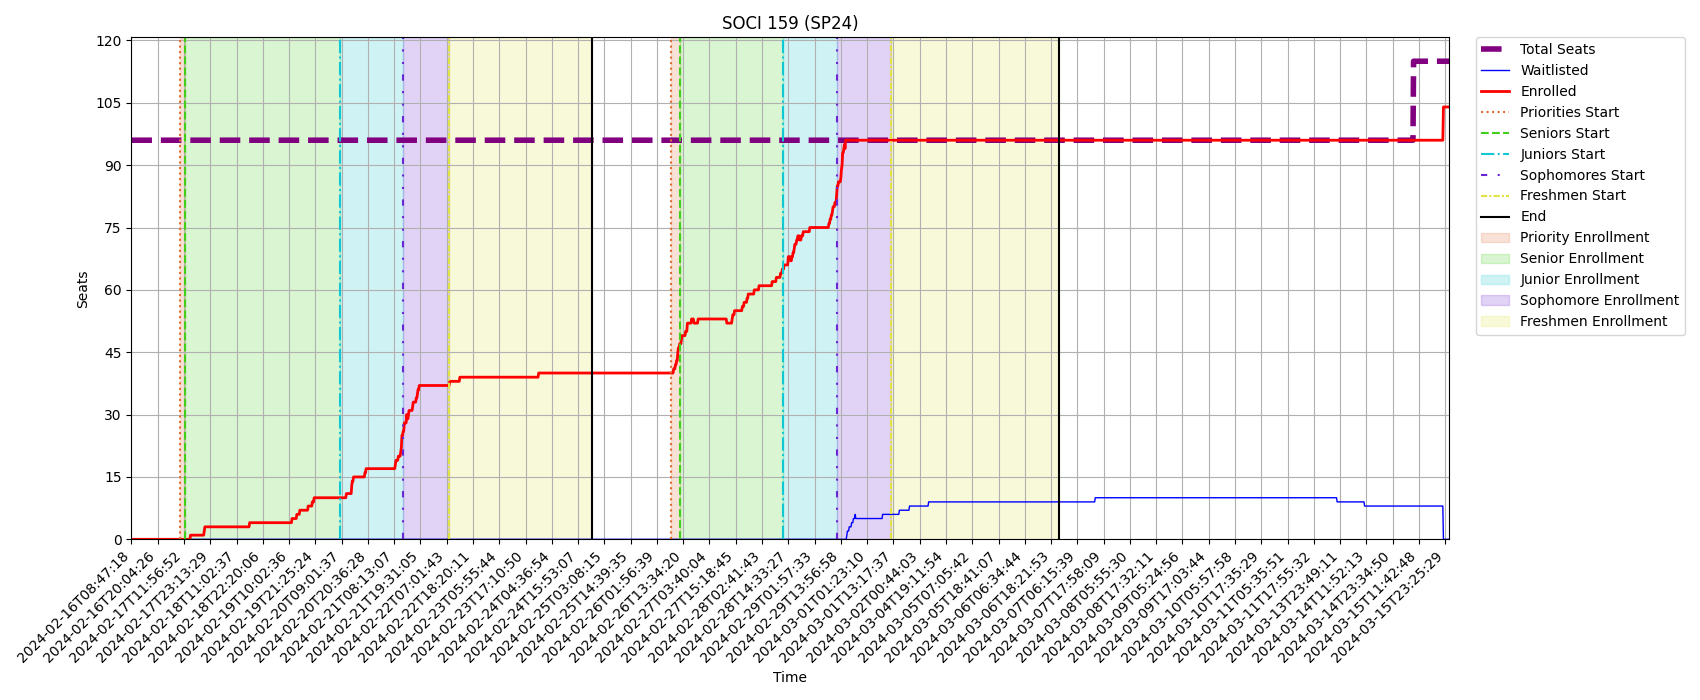 SOCI 159 (SP24)
120
105
90
75
60
45
30
15
0
Seats
2024-02-16T08:47:18
2024-02-16T20:04:26
2024-02-17T11:56:52
2024-02-17T23:13:29
2024-02-18T11:02:37
2024-02-18T22:20:06
2024-02-19T10:02:36
2024-02-19T21:25:24
2024-02-20T09:01:37
2024-02-20T20:36:28
2024-02-21T08:13:07
2024-02-21T19:31:05
2024-02-22T07:01:43
2024-02-22T18:20:11
2024-02-23T05:55:44
2024-02-23T17:10:50
2024-02-24T04:36:54
2024-02-24T15:53:07
2024-02-25T03:08:15
2024-02-25T14:39:35
2024-02-26T01:56:39
2024-02-26T13:34:20
2024-02-27T03:40:04
2024-02-27T15:18:45
2024-02-28T02:41:43
2024-02-28T14:33:27
2024-02-29T01:57:33
2024-02-29T13:56:58
2024-03-01T01:23:10
2024-03-01T13:17:37
2024-03-02T00:44:03
2024-03-04T19:11:54
2024-03-05T07:05:42
2024-03-05T18:41:07
2024-03-06T06:34:44
2024-03-06T18:21:53
2024-03-07T06:15:39
2024-03-07T17:58:09
2024-03-08T05:55:30
2024-03-08T17:32:11
2024-03-09T05:24:56
2024-03-09T17:03:44
2024-03-10T05:57:58
2024-03-10T17:35:29
2024-03-11T05:35:51
2024-03-11T17:55:32
2024-03-13T23:49:11
2024-03-14T11:52:13
2024-03-14T23:34:50
2024-03-15T11:42:48
2024-03-15T23:25:29
Time
Total Seats
Waitlisted
Enrolled
Priorities Start
Seniors Start
Juniors Start
Sophomores Start
Freshmen Start
End
Priority Enrollment
Senior Enrollment
Junior Enrollment
Sophomore Enrollment
Freshmen Enrollment